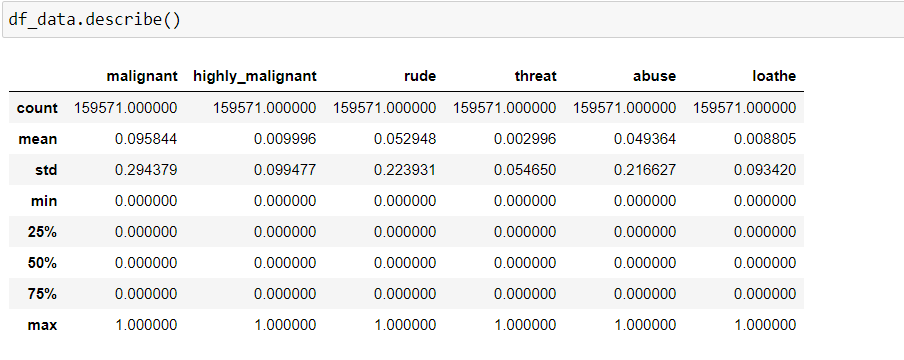 df_data.describe()
malignant highly_malignant rude threat abuse loathe
count 159571.000000 159571.000000 159571.000000 159571.000000 159571.000000 159571.000000
mean 0.095844 0.009996 0.052948 0.002996 0.049364 0.008805
std 0.294379 0.099477 0.223931 0.054650 0.216627 0.093420
min 0.000000 0.000000 0.000000 0.000000 0.000000 0.000000
25% 0.000000 0.000000 0.000000 0.000000 0.000000 0.000000
50% 0.000000 0.000000 0.000000 0.000000 0.000000 0.000000
75% 0.000000 0.000000 0.000000 0.000000 0.000000 0.000000
max 1.000000 1.000000 1.000000 1.000000 1.000000 1.000000